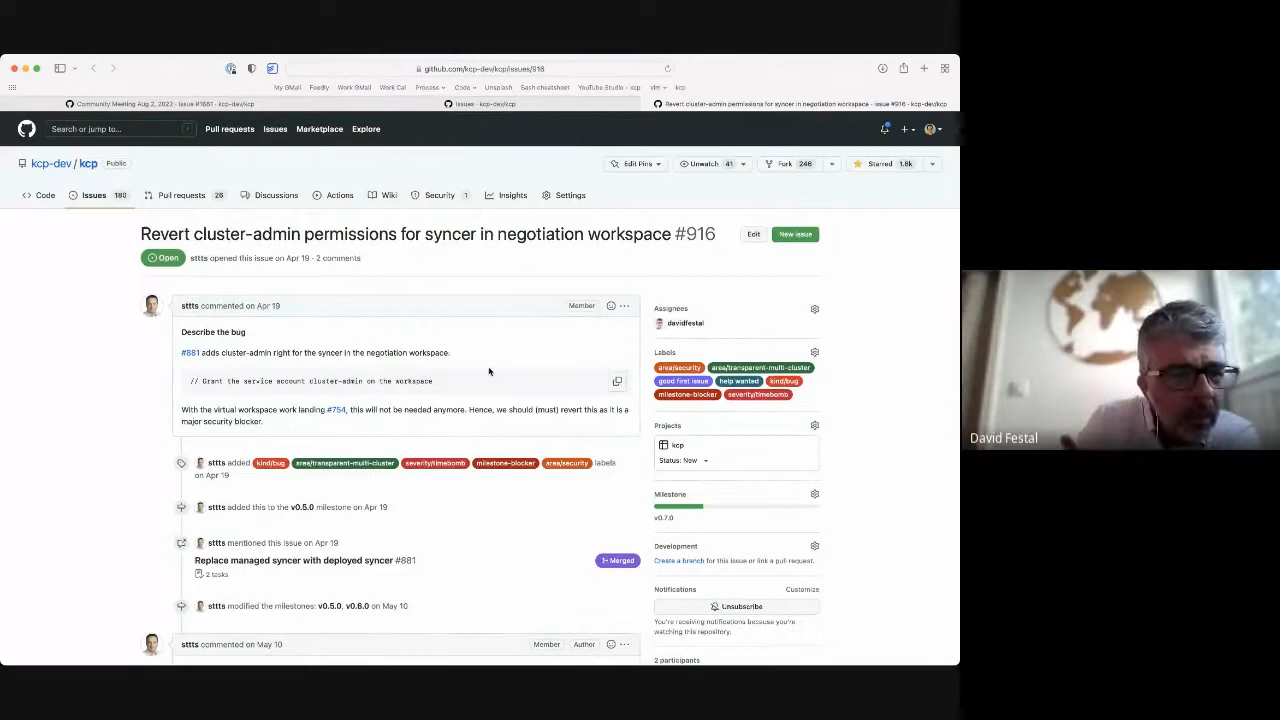 github.com/kcp-dev/kcp/issues/916
My GMail Feedly Work GMail Work Cal Process Code Unsplash Bash cheatsheet YouTube Studio - kcp vim kcp
Community Meeting Aug 2, 2022 · Issue #1661 · kcp-dev/kcp
Issues · kcp-dev/kcp
Revert cluster-admin permissions for syncer in negotiation workspace · Issue #916 · kcp-dev/kcp
Search or jump to... /
Pull requests Issues Marketplace Explore
kcp-dev / kcp Public
Edit Pins Unwatch 41 Fork 246 Starred 1.6k
Code Issues 180 Pull requests 26 Discussions Actions Wiki Security 1 Insights Settings
Revert cluster-admin permissions for syncer in negotiation workspace #916
Edit New issue
Open sttts opened this issue on Apr 19 · 2 comments
sttts commented on Apr 19 Member
Describe the bug
#881 adds cluster-admin right for the syncer in the negotiation workspace:
// Grant the service account cluster-admin on the workspace
With the virtual workspace work landing #754, this will not be needed anymore. Hence, we should (must) revert this as it is a
major security blocker.
sttts added kind/bug area/transparent-multi-cluster severity/timebomb milestone-blocker area/security labels
on Apr 19
sttts added this to the v0.5.0 milestone on Apr 19
sttts mentioned this issue on Apr 19
Replace managed syncer with deployed syncer #881
Merged
2 tasks
sttts modified the milestones: v0.5.0, v0.6.0 on May 10
sttts commented on May 10 Member Author
Assignees
davidfestal
Labels
area/security area/transparent-multi-cluster
good first issue help wanted kind/bug
milestone-blocker severity/timebomb
Projects
kcp
Status: New
Milestone
v0.7.0
Development
Create a branch for this issue or link a pull request.
Notifications Customize
Unsubscribe
You're receiving notifications because you're
watching this repository.
2 participants
David Festal